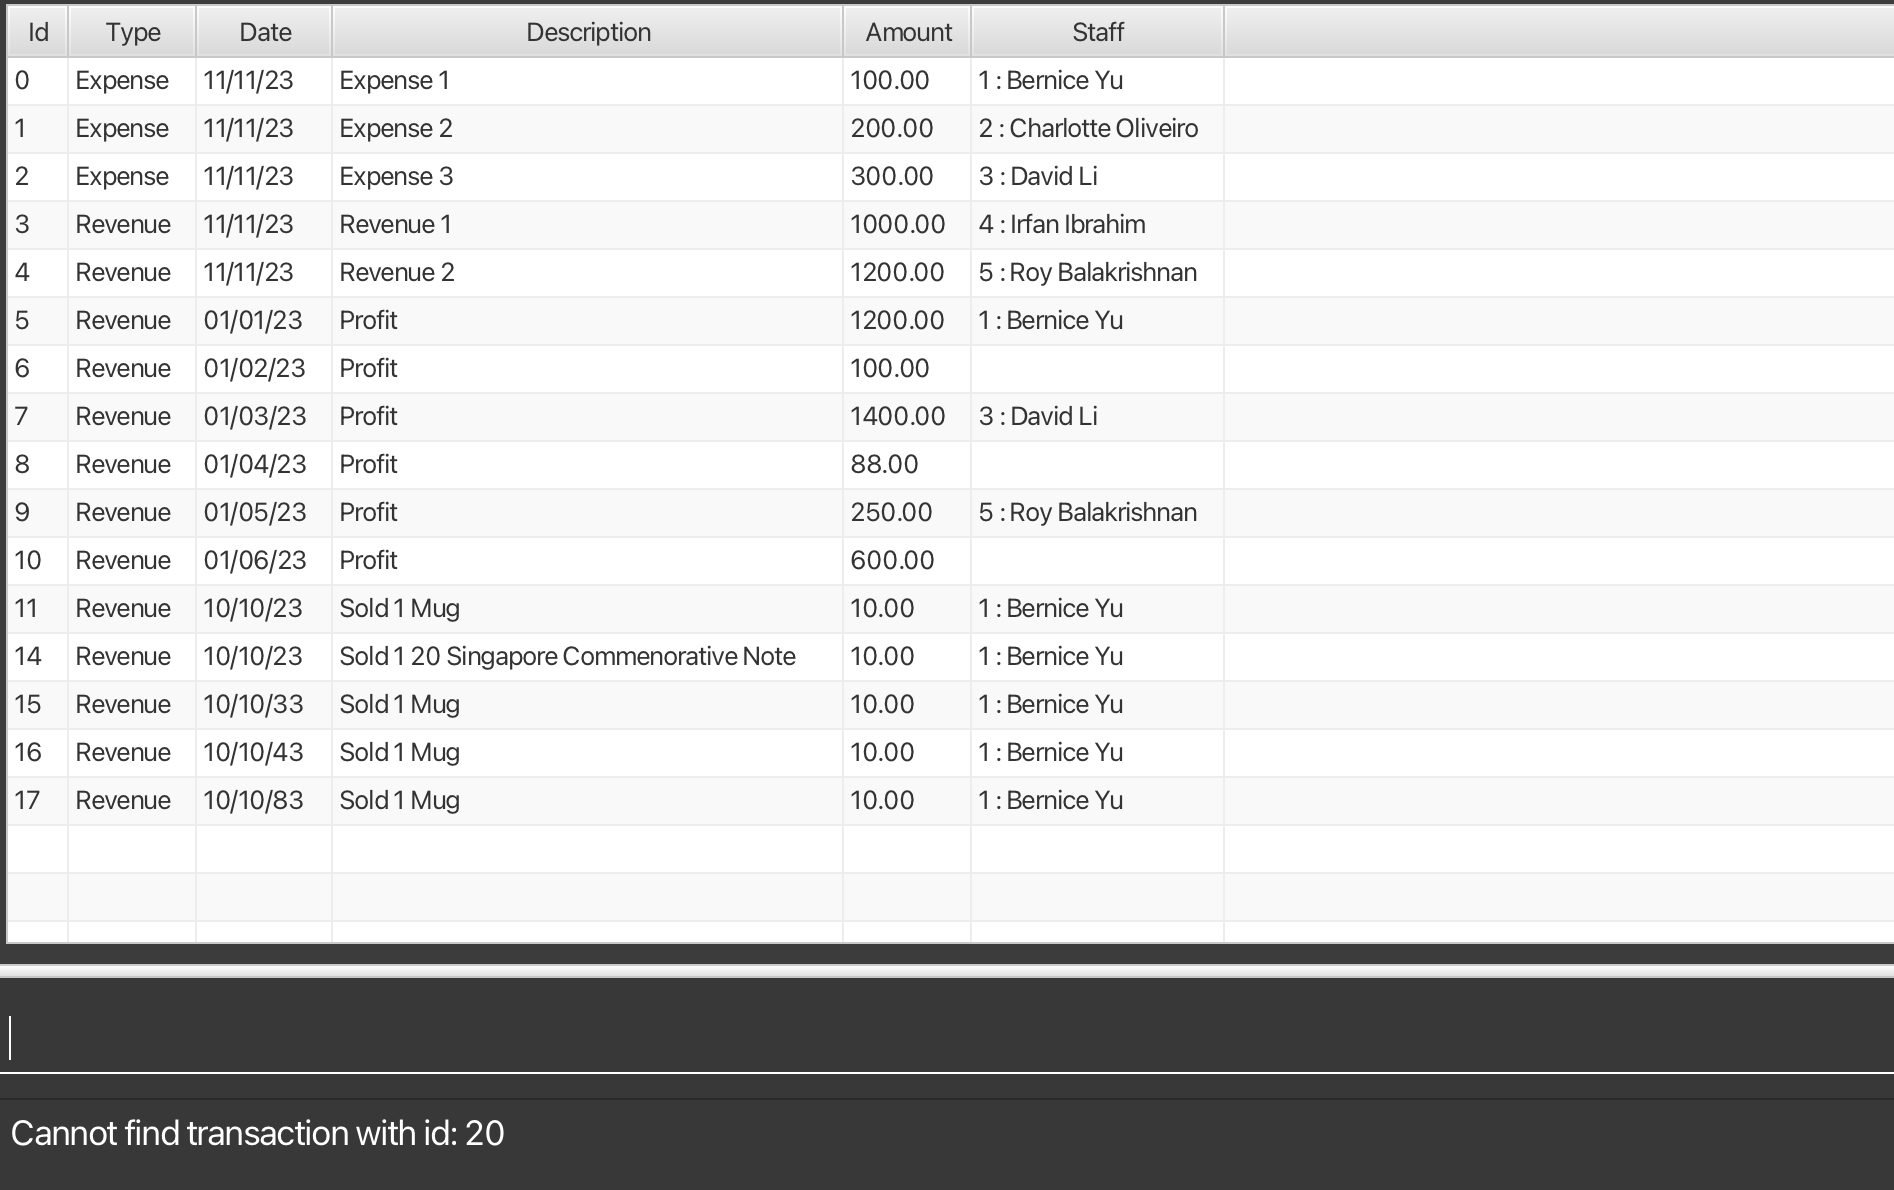 Id Type Date Description Amount Staff
0 Expense 11/11/23 Expense 1 100.00 1 : Bernice Yu
1 Expense 11/11/23 Expense 2 200.00 2 : Charlotte Oliveiro
2 Expense 11/11/23 Expense 3 300.00 3 : David Li
3 Revenue 11/11/23 Revenue 1 1000.00 4 : Irfan Ibrahim
4 Revenue 11/11/23 Revenue 2 1200.00 5 : Roy Balakrishnan
5 Revenue 01/01/23 Profit 1200.00 1 : Bernice Yu
6 Revenue 01/02/23 Profit 100.00
7 Revenue 01/03/23 Profit 1400.00 3 : David Li
8 Revenue 01/04/23 Profit 88.00
9 Revenue 01/05/23 Profit 250.00 5 : Roy Balakrishnan
10 Revenue 01/06/23 Profit 600.00
11 Revenue 10/10/23 Sold 1 Mug 10.00 1 : Bernice Yu
14 Revenue 10/10/23 Sold 1 20 Singapore Commenorative Note 10.00 1 : Bernice Yu
15 Revenue 10/10/33 Sold 1 Mug 10.00 1 : Bernice Yu
16 Revenue 10/10/43 Sold 1 Mug 10.00 1 : Bernice Yu
17 Revenue 10/10/83 Sold 1 Mug 10.00 1 : Bernice Yu
Cannot find transaction with id: 20